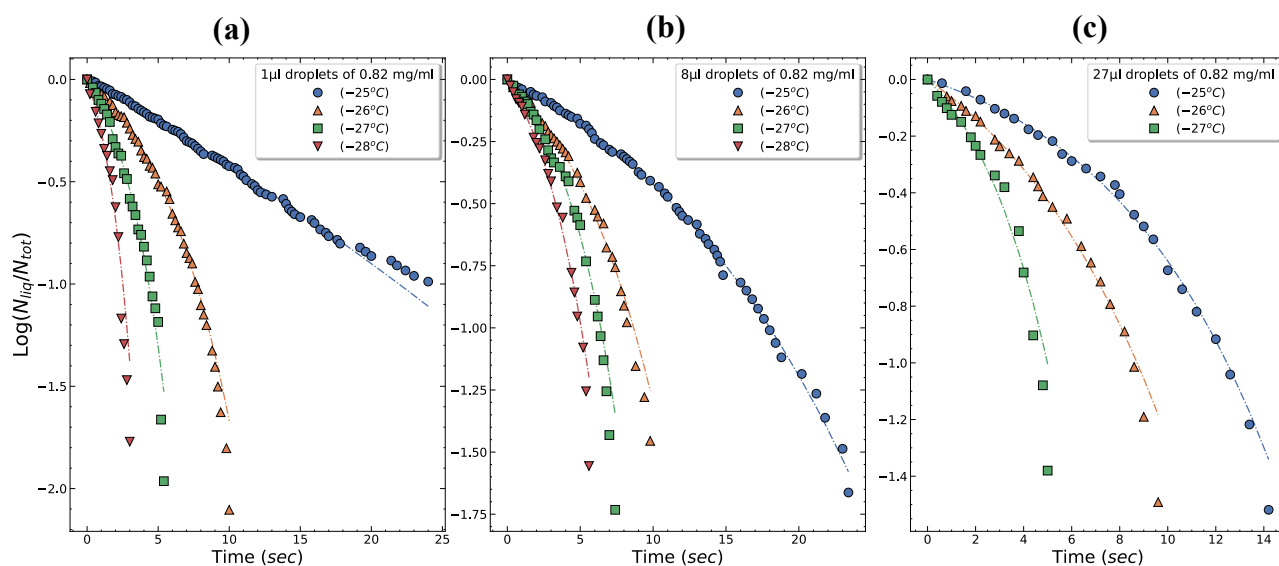 (a)
(b)
(c)
Log(N_liq/N_tot)
0.0
−0.5
−1.0
−1.5
−2.0
1μl droplets of 0.82 mg/ml
(−25°C)
(−26°C)
(−27°C)
(−28°C)
0 5 10 15 20 25
Time (sec)
0.00
−0.25
−0.50
−0.75
−1.00
−1.25
−1.50
−1.75
8μl droplets of 0.82 mg/ml
(−25°C)
(−26°C)
(−27°C)
(−28°C)
0 5 10 15 20
Time (sec)
0.0
−0.2
−0.4
−0.6
−0.8
−1.0
−1.2
−1.4
27μl droplets of 0.82 mg/ml
(−25°C)
(−26°C)
(−27°C)
0 2 4 6 8 10 12 14
Time (sec)